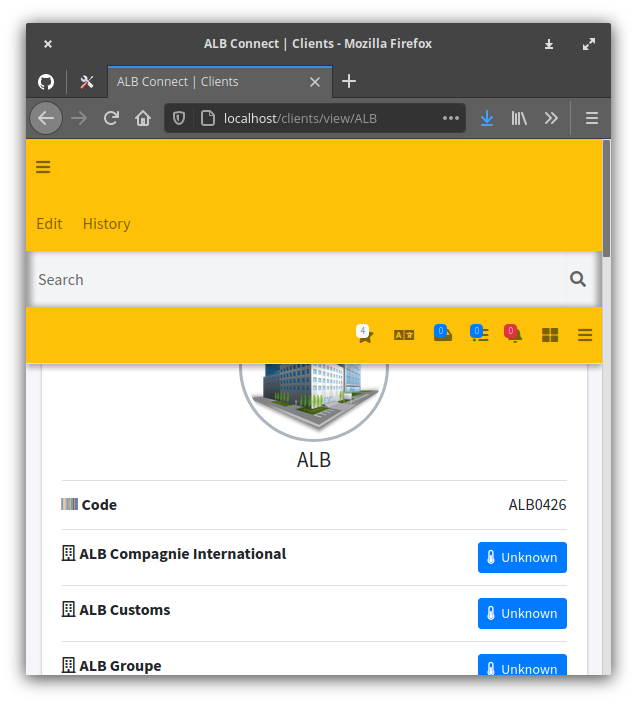 ALB Connect | Clients - Mozilla Firefox
ALB Connect | Clients
localhost/clients/view/ALB
Edit History
Search
4 A 0 0 0
ALB
Code ALB0426
ALB Compagnie International Unknown
ALB Customs Unknown
ALB Groupe Unknown